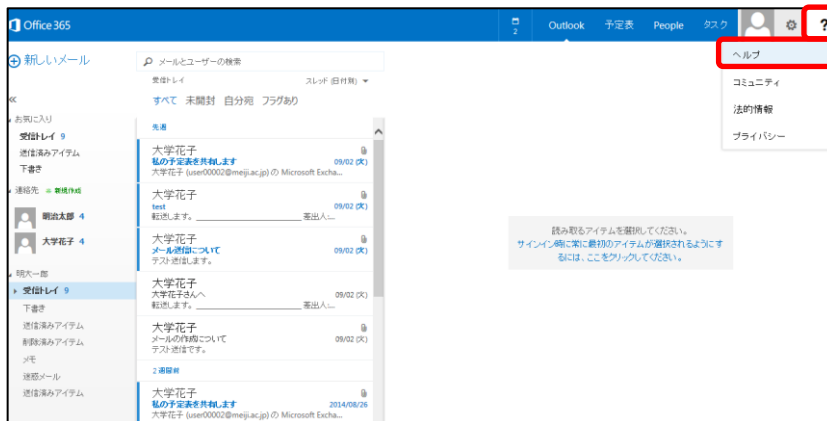 Office 365
2
Outlook 予定表 People タスク
?
新しいメール
メールとユーザーの検索
受信トレイ スレッド (日付別)
すべて 未開封 自分宛 フラグあり
お気に入り
受信トレイ 9
送信済みアイテム
下書き
連絡先 新規作成
明治太郎 4
大学花子 4
明大一郎
受信トレイ 9
下書き
送信済みアイテム
削除済みアイテム
メモ
迷惑メール
送信済みアイテム
先週
大学花子
私の予定表を共有します 09/02 (火)
大学花子 (user00002@meiji.ac.jp) の Microsoft Excha...
大学花子
test 09/02 (火)
転送します。 差出人:...
大学花子
メール送信について 09/02 (火)
テスト送信します。
大学花子
大学花子さんへ 09/02 (火)
転送します。 差出人:...
大学花子
メールの作成について 09/02 (火)
テスト送信です。
2 週間前
大学花子
私の予定表を共有します 2014/08/26
大学花子 (user00002@meiji.ac.jp) の Microsoft Excha...
読み取るアイテムを選択してください。
サインイン時に常に最初のアイテムが選択されるようにす
るには、ここをクリックしてください。
ヘルプ
コミュニティ
法的情報
プライバシー